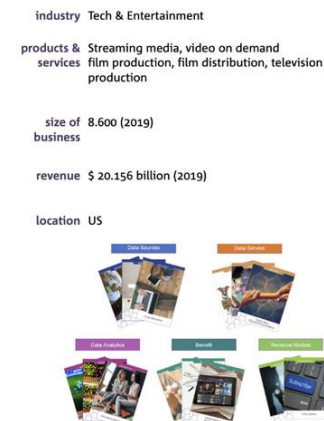 industry Tech & Entertainment
products & Streaming media, video on demand
services film production, film distribution, television
production
size of 8.600 (2019)
business
revenue $ 20.156 billion (2019)
location US
Data Sources
Data Service
Data Analytics
Benefit
Revenue Models
Subscribe